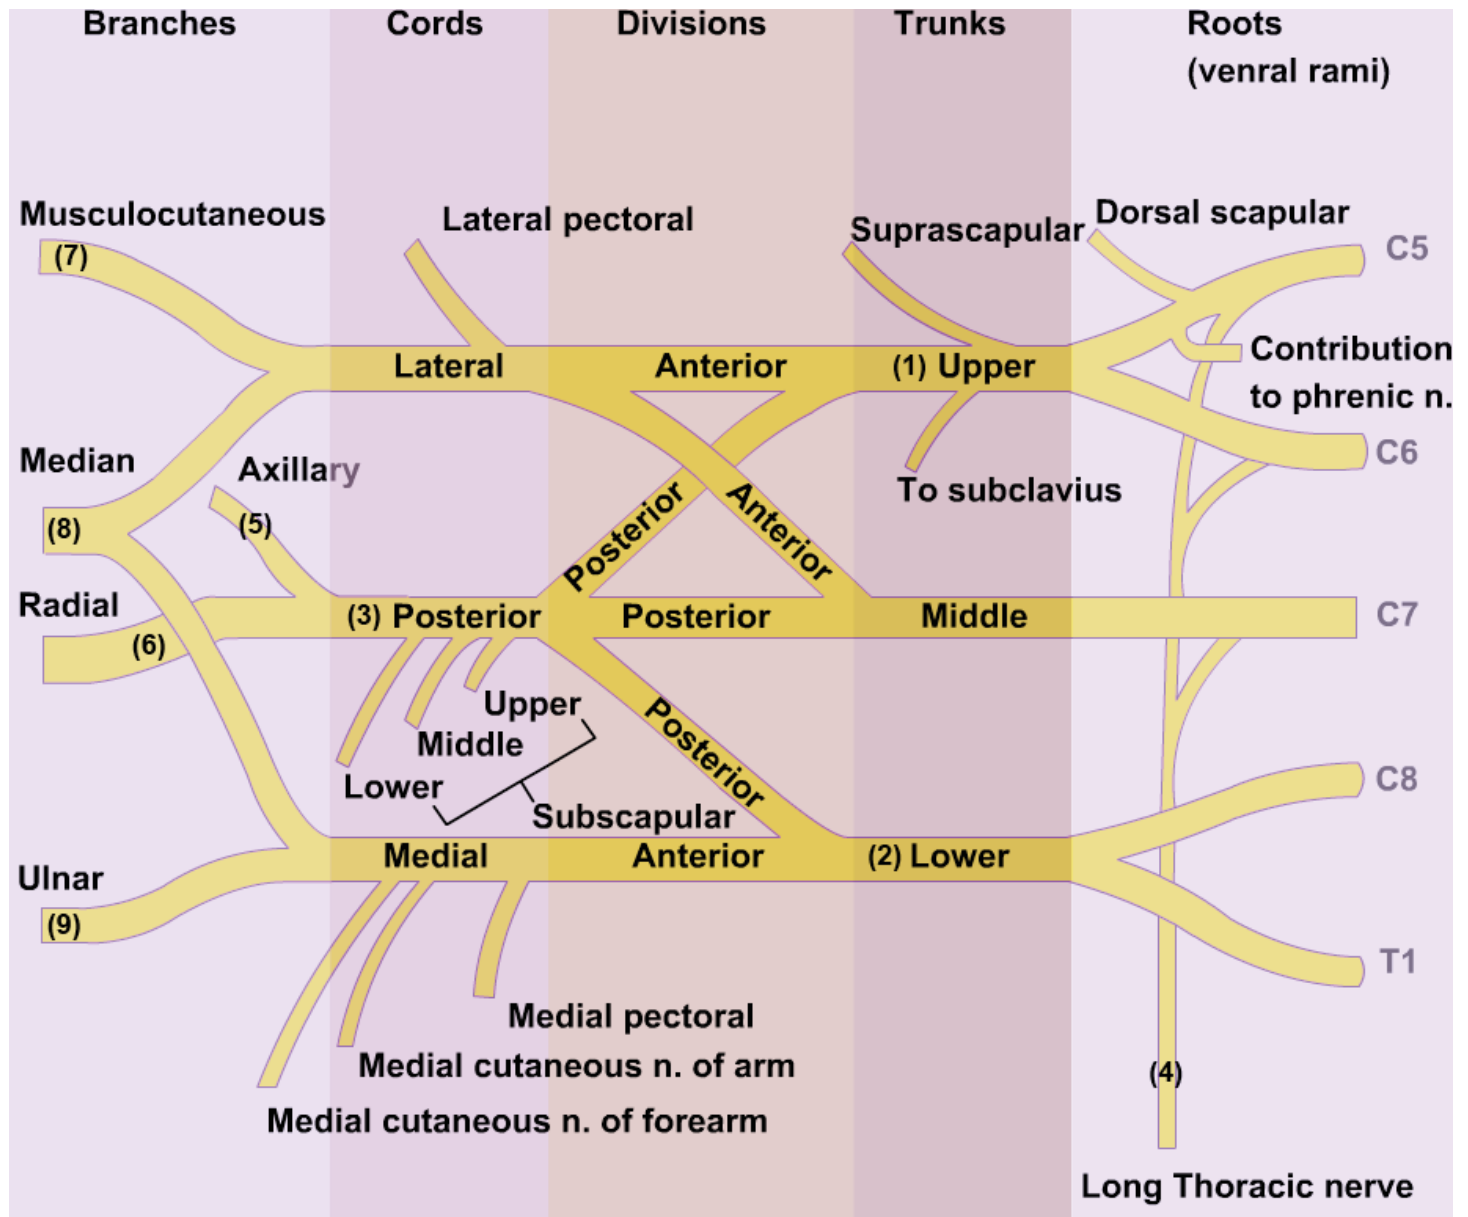 Branches
Cords
Divisions
Trunks
Roots
(venral rami)
Musculocutaneous
(7)
Lateral pectoral
Suprascapular
Dorsal scapular
C5
Lateral
Anterior
(1) Upper
Contribution
to phrenic n.
Median
(8)
Axillary
(5)
Posterior
Anterior
To subclavius
C6
Radial
(6)
(3) Posterior
Posterior
Middle
C7
Upper
Middle
Lower
Subscapular
Posterior
C8
Medial
Anterior
(2) Lower
Ulnar
(9)
T1
Medial pectoral
Medial cutaneous n. of arm
Medial cutaneous n. of forearm
(4)
Long Thoracic nerve